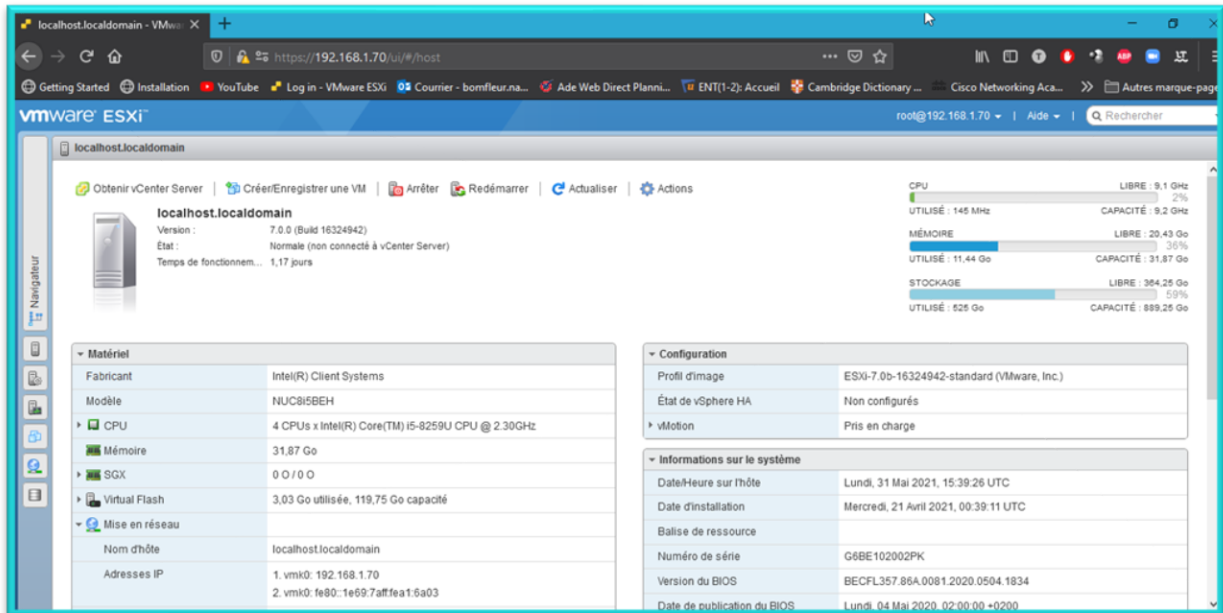 localhost.localdomain - VMwa
https://192.168.1.70/ui/#/host
Getting Started Installation YouTube Log in - VMware ESXi Courrier - bomfleur.na... Ade Web Direct Planni... ENT(1-2): Accueil Cambridge Dictionary ... Cisco Networking Aca... Autres marque-page
vmware ESXi
root@192.168.1.70 | Aide | Rechercher
Navigateur
localhost.localdomain
Obtenir vCenter Server | Créer/Enregistrer une VM | Arrêter Redémarrer | Actualiser | Actions
localhost.localdomain
Version : 7.0.0 (Build 16324942)
État : Normale (non connecté à vCenter Server)
Temps de fonctionnem... 1,17 jours
CPU LIBRE : 9,1 GHz
2%
UTILISÉ : 145 MHz CAPACITÉ : 9,2 GHz
MÉMOIRE LIBRE : 20,43 Go
36%
UTILISÉ : 11,44 Go CAPACITÉ : 31,87 Go
STOCKAGE LIBRE : 364,25 Go
59%
UTILISÉ : 525 Go CAPACITÉ : 889,25 Go
Matériel
Fabricant Intel(R) Client Systems
Modèle NUC8i5BEH
CPU 4 CPUs x Intel(R) Core(TM) i5-8259U CPU @ 2.30GHz
Mémoire 31,87 Go
SGX 0 O / 0 O
Virtual Flash 3,03 Go utilisée, 119,75 Go capacité
Mise en réseau
Nom d'hôte localhost.localdomain
Adresses IP 1. vmk0: 192.168.1.70
2. vmk0: fe80::1e69:7aff:fea1:6a03
Configuration
Profil d'image ESXi-7.0b-16324942-standard (VMware, Inc.)
État de vSphere HA Non configurés
vMotion Pris en charge
Informations sur le système
Date/Heure sur l'hôte Lundi, 31 Mai 2021, 15:39:26 UTC
Date d'installation Mercredi, 21 Avril 2021, 00:39:11 UTC
Balise de ressource
Numéro de série G6BE102002PK
Version du BIOS BECFL357.86A.0081.2020.0504.1834
Date de publication du BIOS Lundi, 04 Mai 2020, 02:00:00 +0200